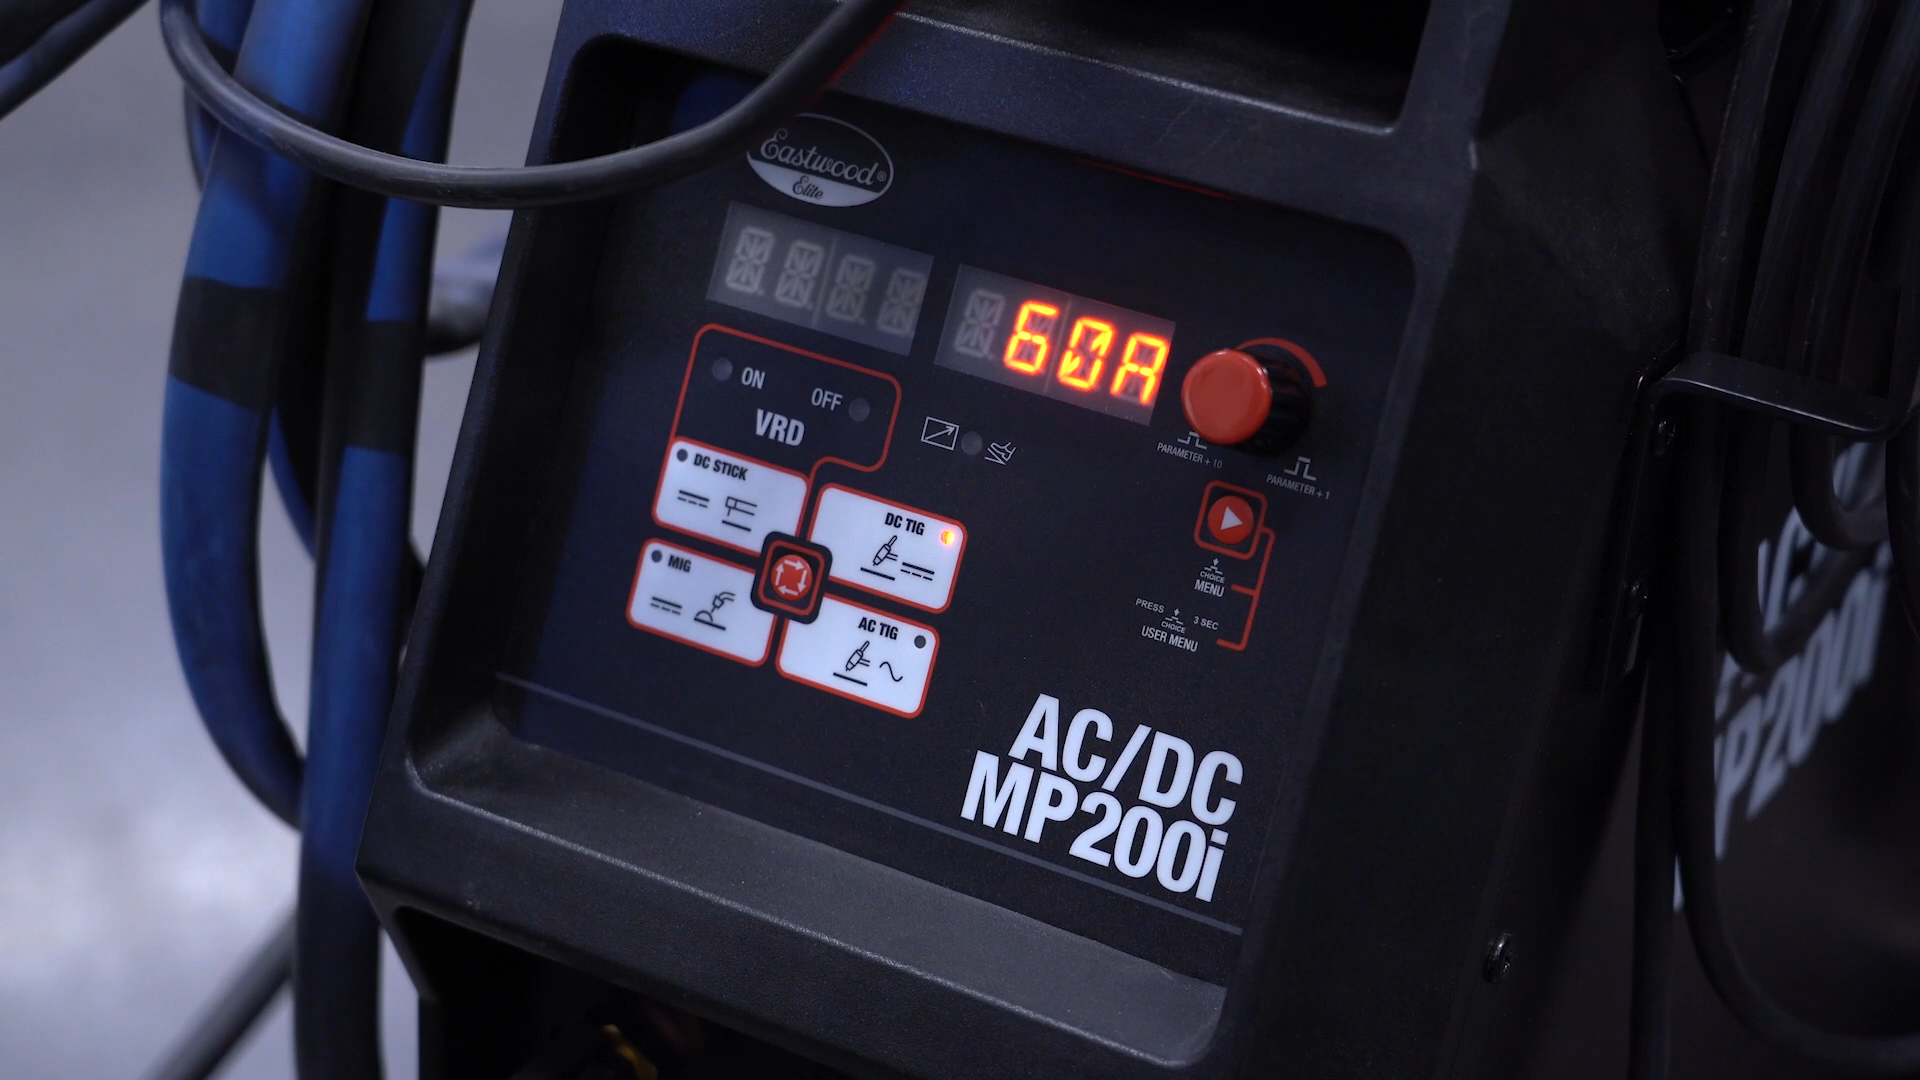 Eastwood®
Elite
60A
ON
OFF
VRD
PARAMETER + 10
PARAMETER + 1
DC STICK
DC TIG
MIG
AC TIG
CHOICE
MENU
PRESS
3 SEC
CHOICE
USER MENU
AC/DC
MP200i
MP200i